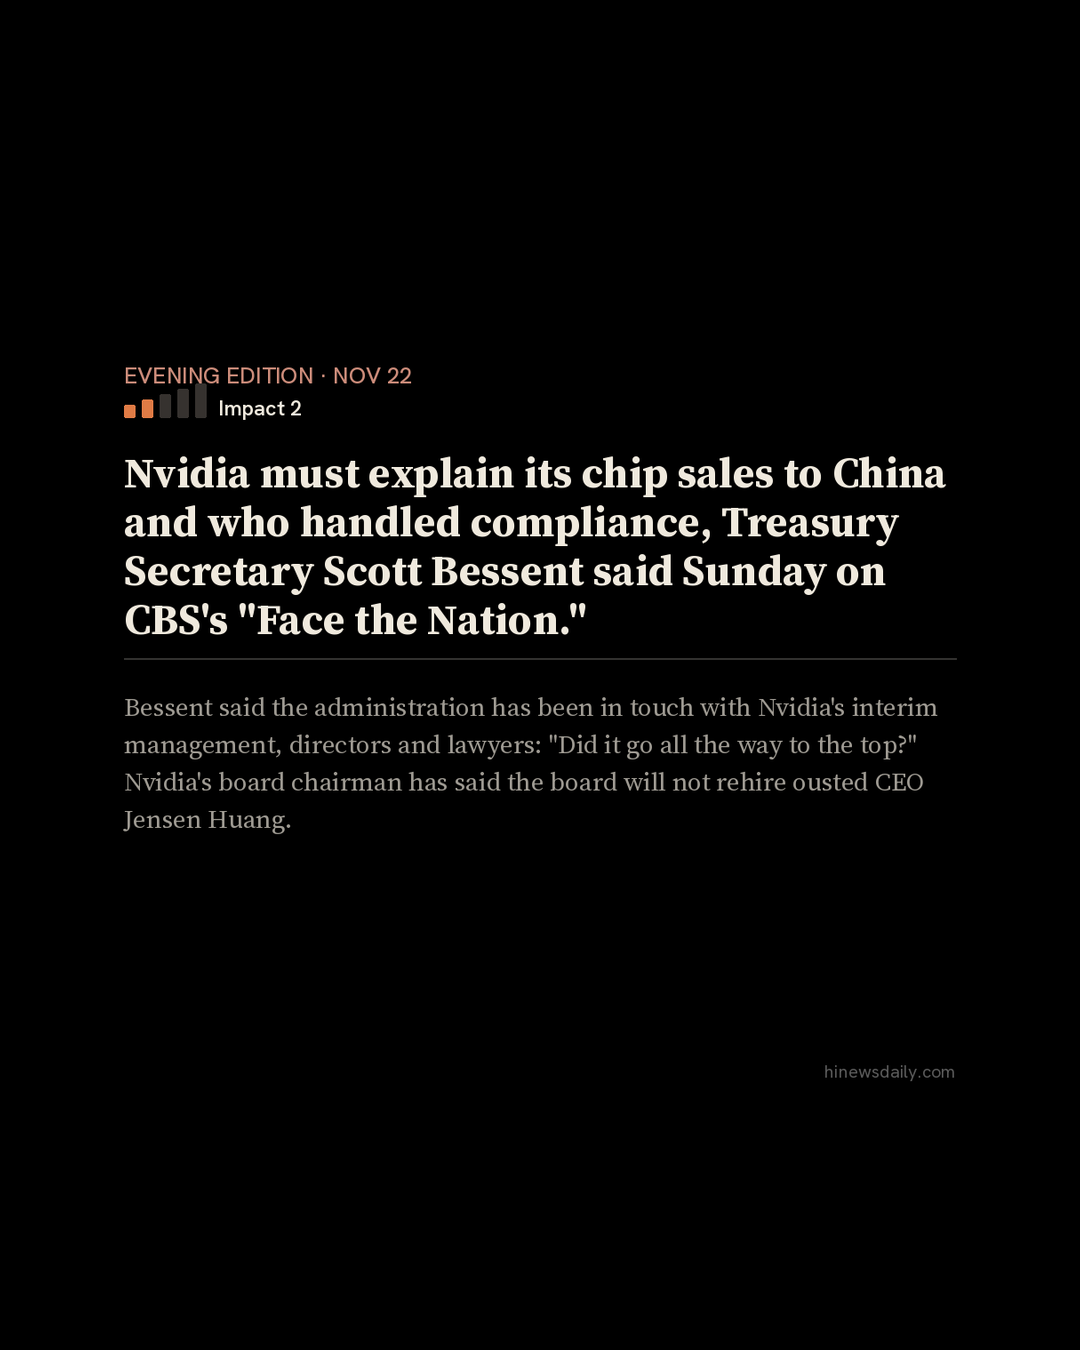 EVENING EDITION · NOV 22
Impact 2
Nvidia must explain its chip sales to China
and who handled compliance, Treasury
Secretary Scott Bessent said Sunday on
CBS's "Face the Nation."
Bessent said the administration has been in touch with Nvidia's interim
management, directors and lawyers: "Did it go all the way to the top?"
Nvidia's board chairman has said the board will not rehire ousted CEO
Jensen Huang.
hinewsdaily.com